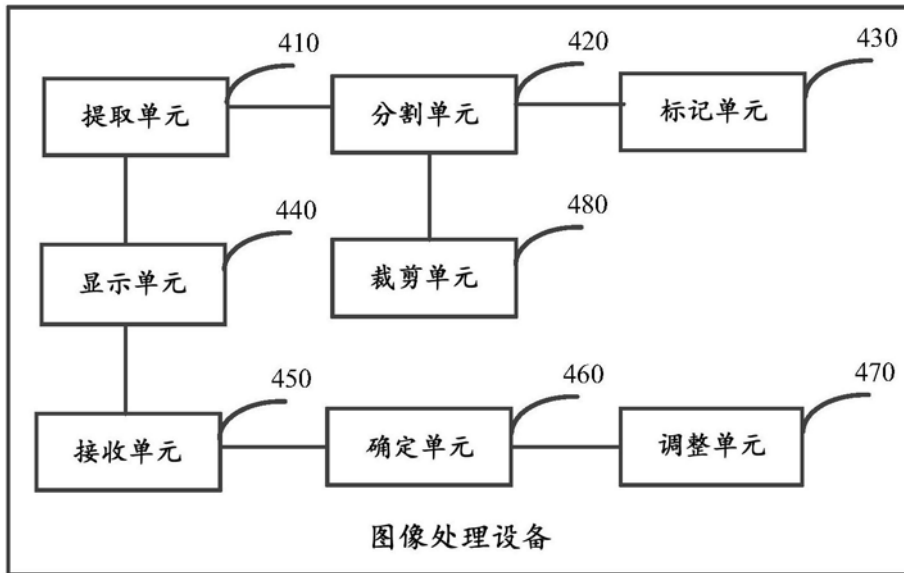 410
420
430
提取单元
分割单元
标记单元
440
480
显示单元
裁剪单元
450
460
470
接收单元
确定单元
调整单元
图像处理设备